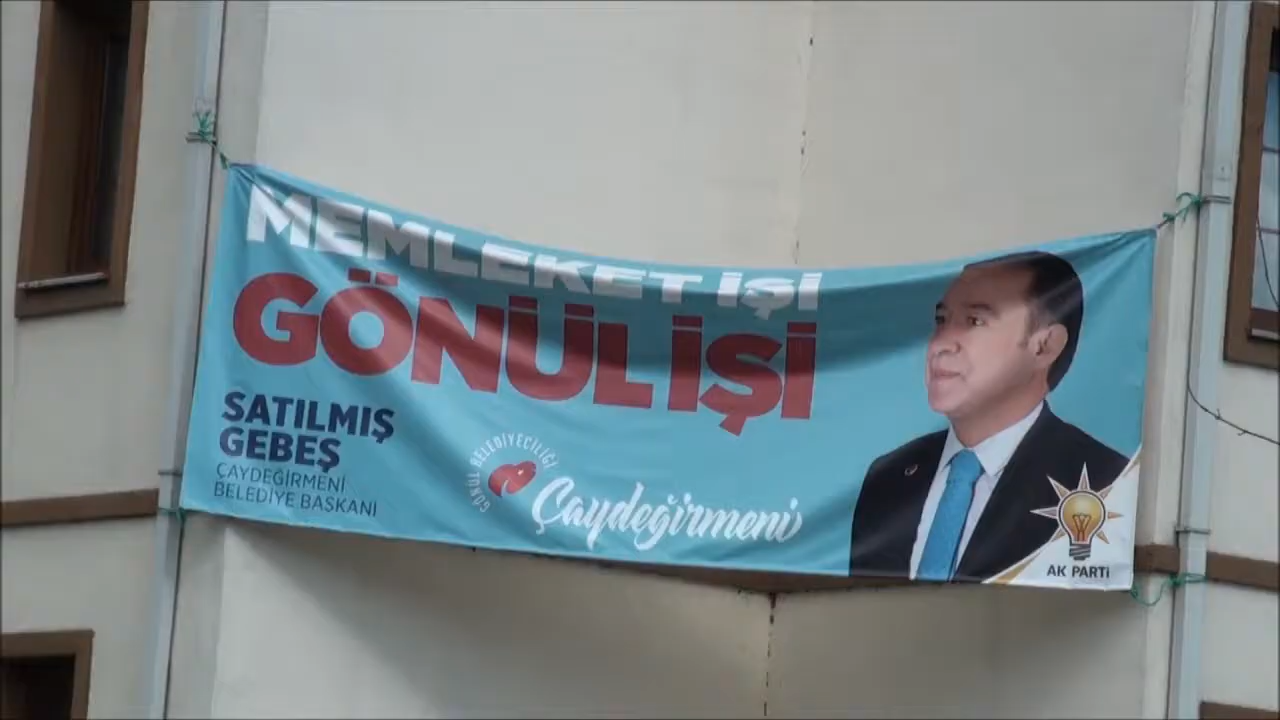 MEMLEKET İŞİ
GÖNÜL İŞİ
SATILMIŞ
GEBEŞ
ÇAYDEĞİRMENİ
BELEDİYE BAŞKANI
GÖNÜL BELEDİYECİLİĞİ
Çaydeğirmeni
AK PARTİ